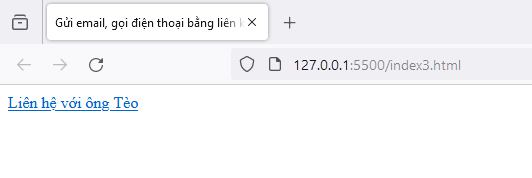 Gửi email, gọi điện thoại bằng liên
127.0.0.1:5500/index3.html
Liên hệ với ông Tèo